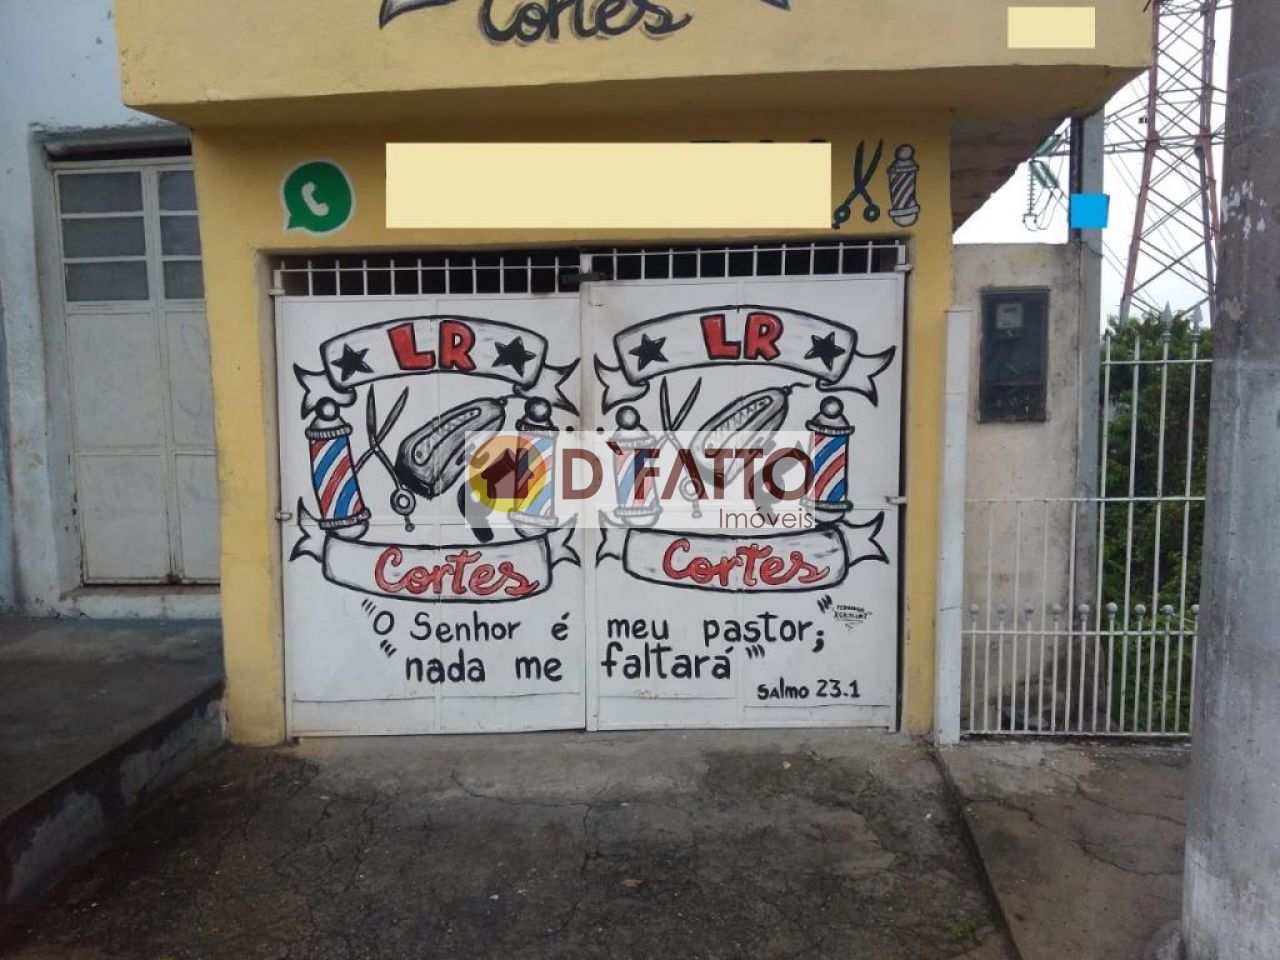 Cortes
LR
LR
D'FATTO
Imóveis
Cortes
Cortes
"O Senhor é meu pastor;"
"nada me faltará"
Salmo 23.1